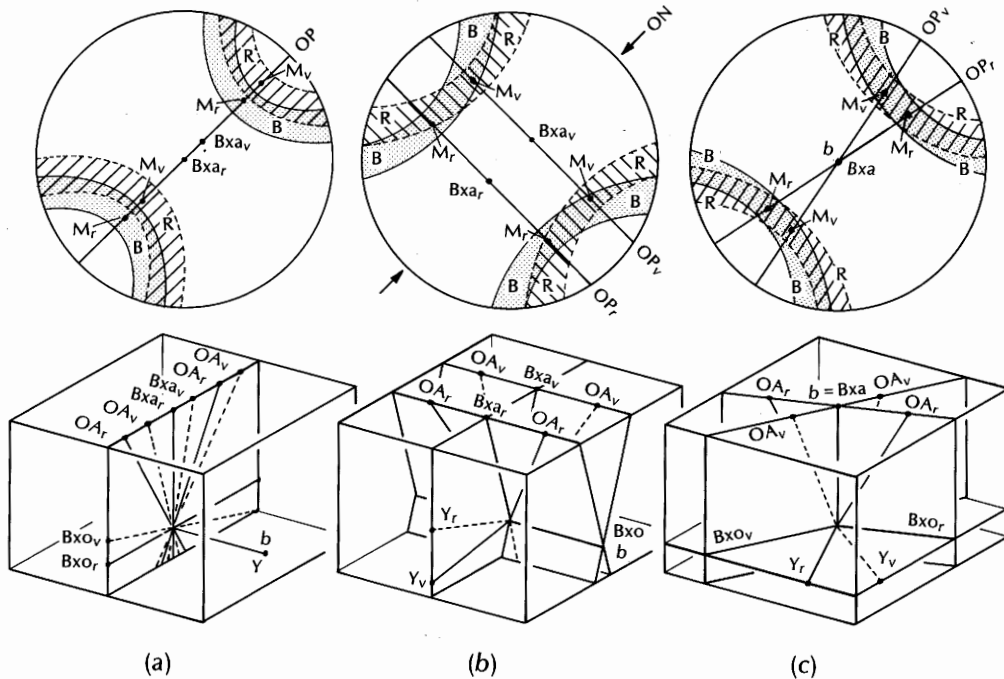 OP
B
R
M_v
M_r
B
Bxa_v
Bxa_r
M_v
M_r
R
B
ON
B
R
R
M_v
B
M_r
Bxa_v
Bxa_r
M_r
B
B
R
OP_v
OP_r
OP_v
OP_r
B
R
R
M_v
M_r
b
Bxa
B
B
M_r
R
M_v
R
B
OA_v
OA_r
Bxa_v
Bxa_r
OA_v
OA_r
Bxo_v
Bxo_r
b
Y
OA_v
Bxa_v
OA_r
OA_v
Bxa_r
OA_r
Y_r
Y_v
Bxo
b
OA_r
b = Bxa
OA_v
OA_r
OA_v
Bxo_v
Bxo_r
Y_r
Y_v
(a)
(b)
(c)